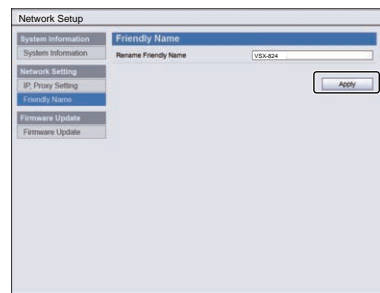 Network Setup
System Information
System Information
Network Setting
IP, Proxy Setting
Friendly Name
Firmware Update
Firmware Update
Friendly Name
Rename Friendly Name
VSX-824
Apply